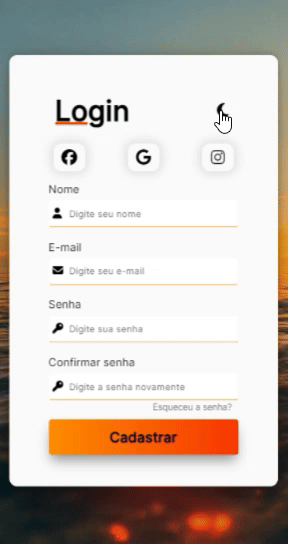 Login
Nome
Digite seu nome
E-mail
Digite seu e-mail
Senha
Digite sua senha
Confirmar senha
Digite a senha novamente
Esqueceu a senha?
Cadastrar